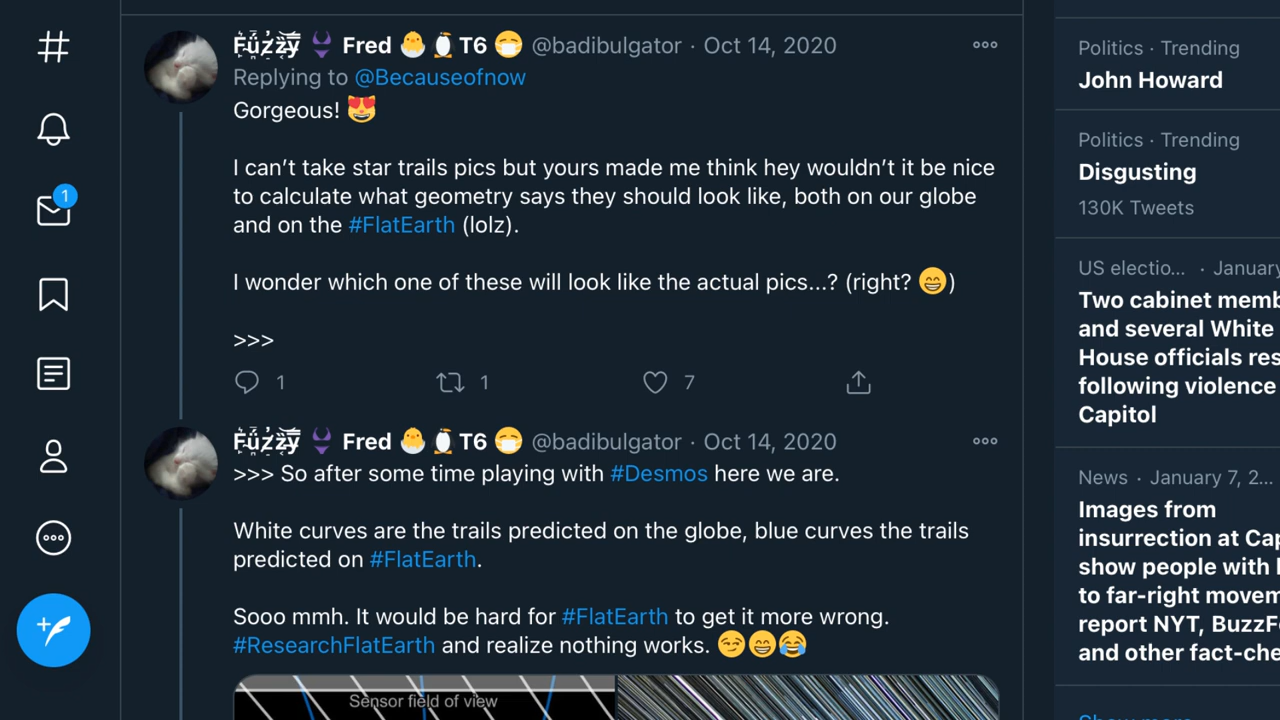 Fűzzy Fred T6 @badibulgator · Oct 14, 2020
Replying to @Becauseofnow
Gorgeous!
I can’t take star trails pics but yours made me think hey wouldn’t it be nice
to calculate what geometry says they should look like, both on our globe
and on the #FlatEarth (lolz).
I wonder which one of these will look like the actual pics...? (right? 😁)
>>>
1 1 7
Fűzzy Fred T6 @badibulgator · Oct 14, 2020
>>> So after some time playing with #Desmos here we are.
White curves are the trails predicted on the globe, blue curves the trails
predicted on #FlatEarth.
Sooo mmh. It would be hard for #FlatEarth to get it more wrong.
#ResearchFlatEarth and realize nothing works. 😏😁😂
Sensor field of view
1
Politics · Trending
John Howard
Politics · Trending
Disgusting
130K Tweets
US electio... · January
Two cabinet memb
and several White
House officials res
following violence
Capitol
News · January 7, 2...
Images from
insurrection at Cap
show people with
to far-right movem
report NYT, BuzzFe
and other fact-che